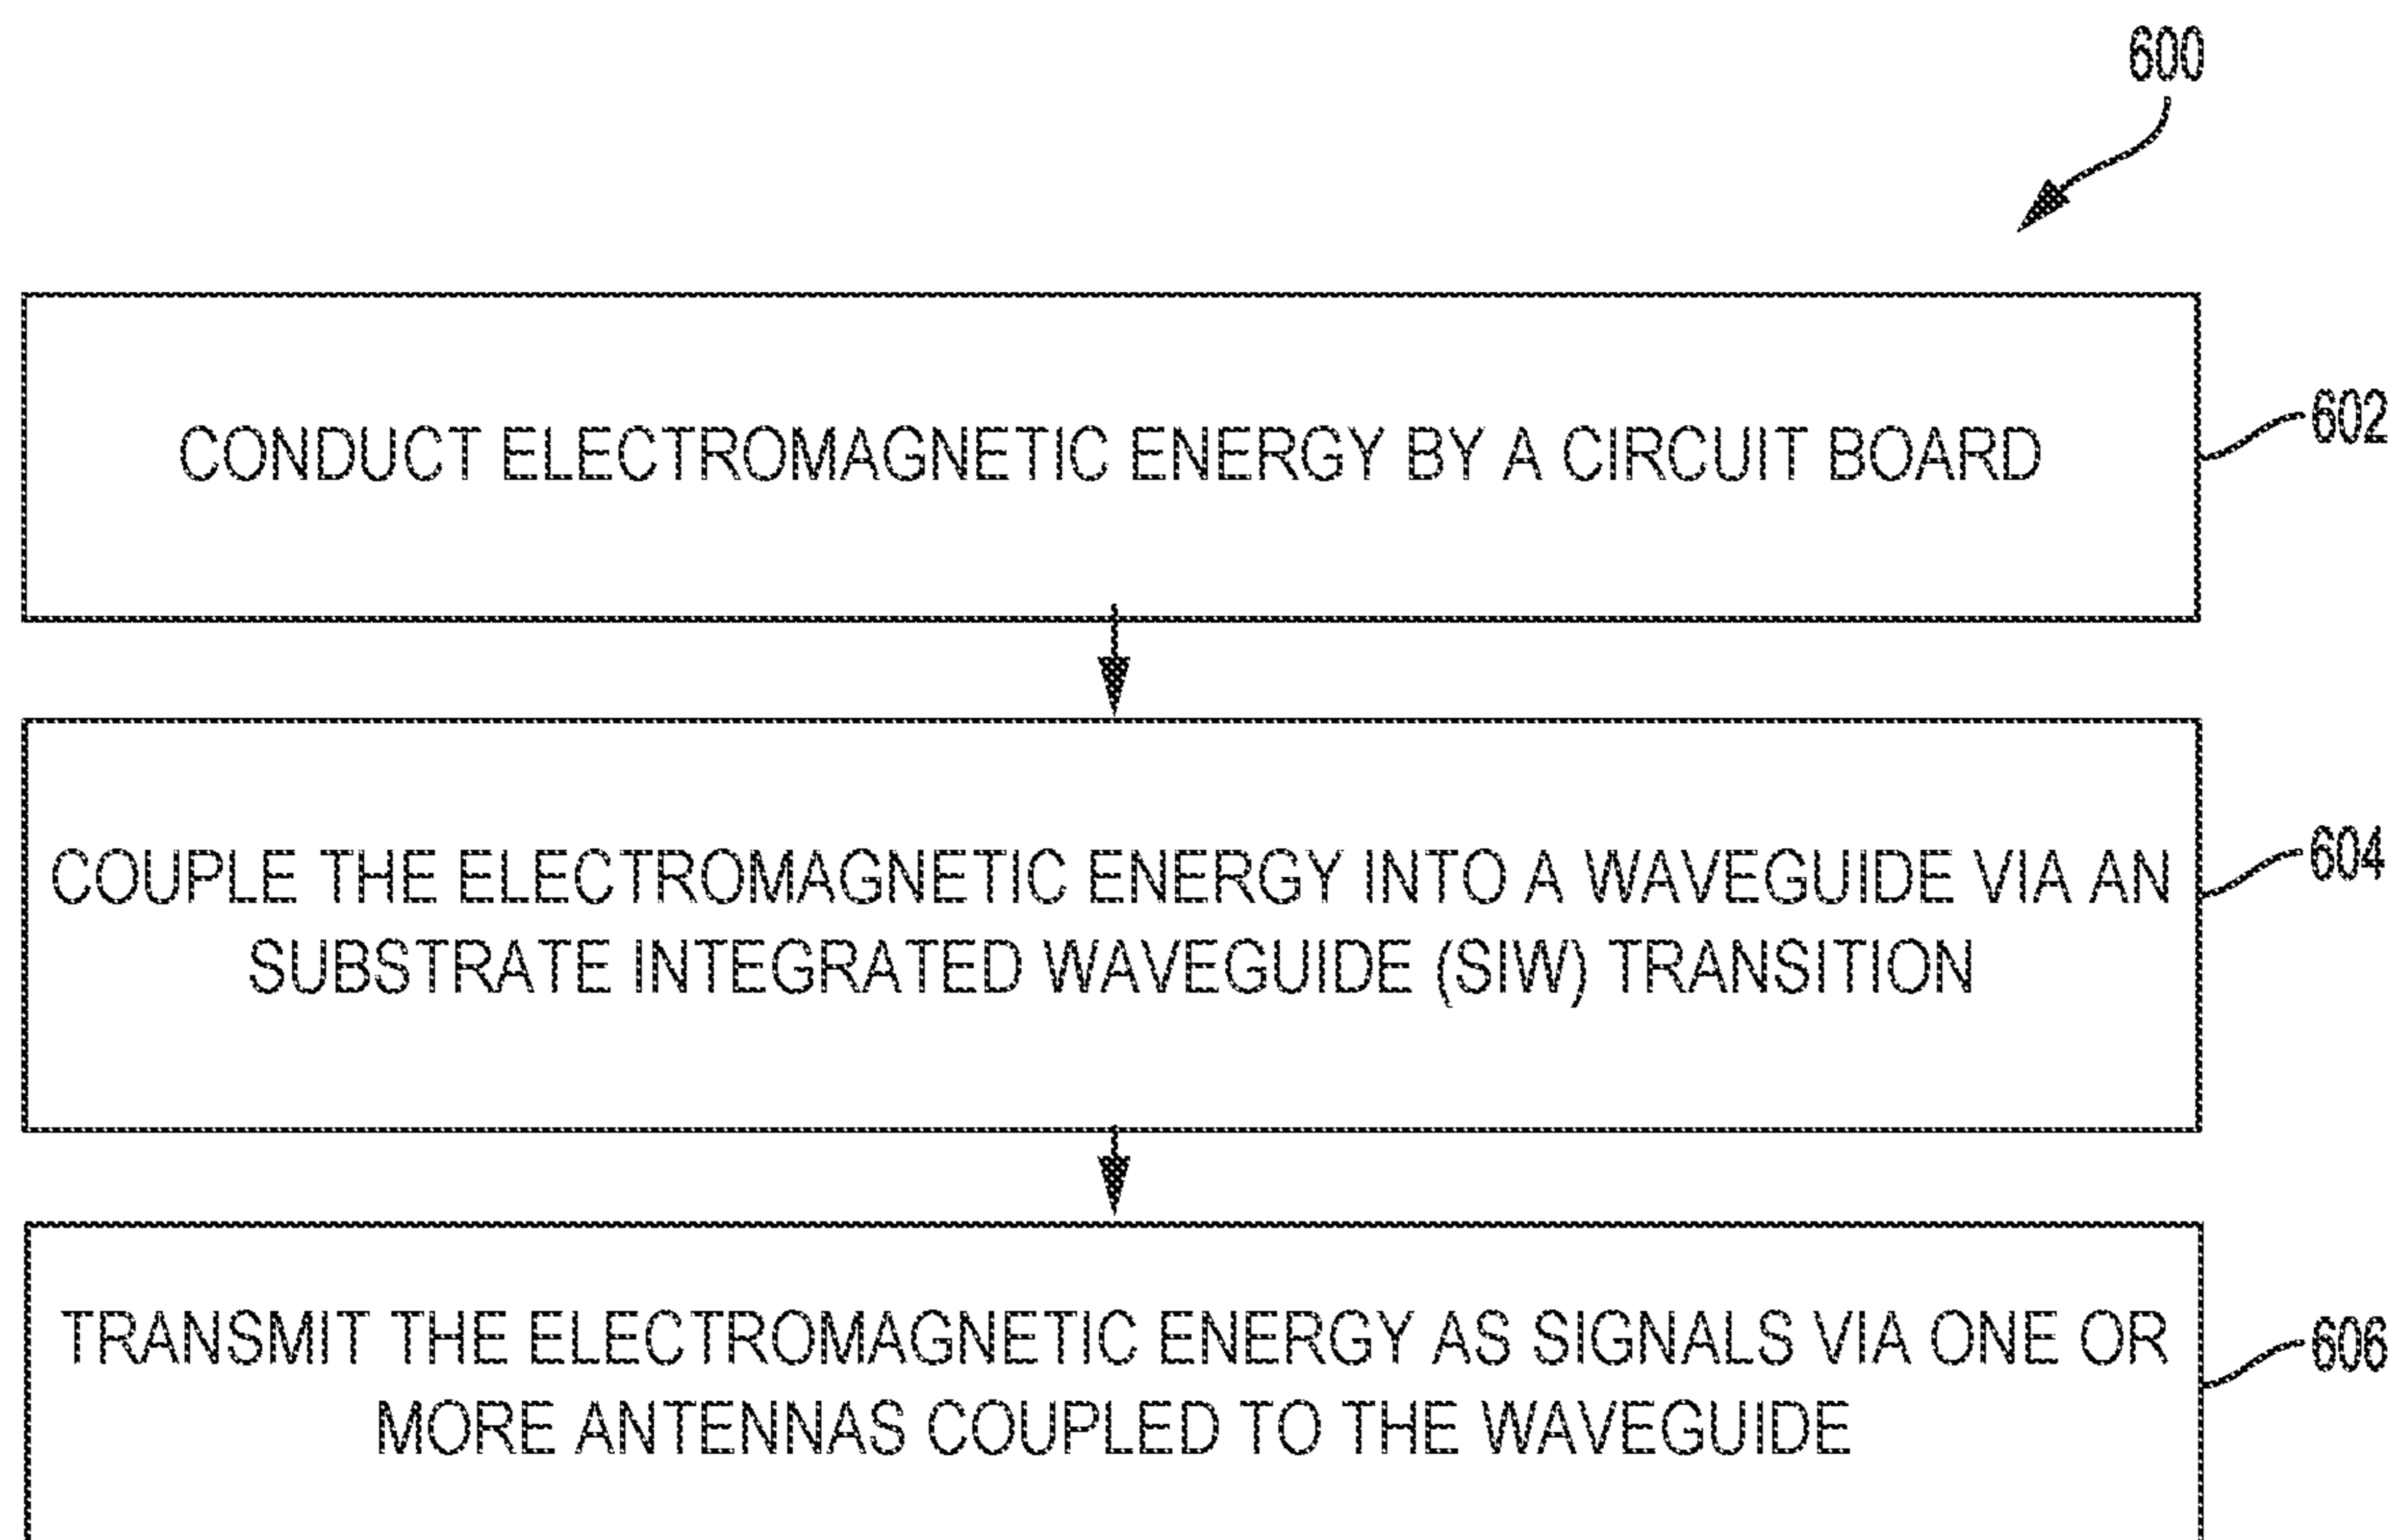 600
CONDUCT ELECTROMAGNETIC ENERGY BY A CIRCUIT BOARD
602
COUPLE THE ELECTROMAGNETIC ENERGY INTO A WAVEGUIDE VIA AN
SUBSTRATE INTEGRATED WAVEGUIDE (SIW) TRANSITION
604
TRANSMIT THE ELECTROMAGNETIC ENERGY AS SIGNALS VIA ONE OR
MORE ANTENNAS COUPLED TO THE WAVEGUIDE
606